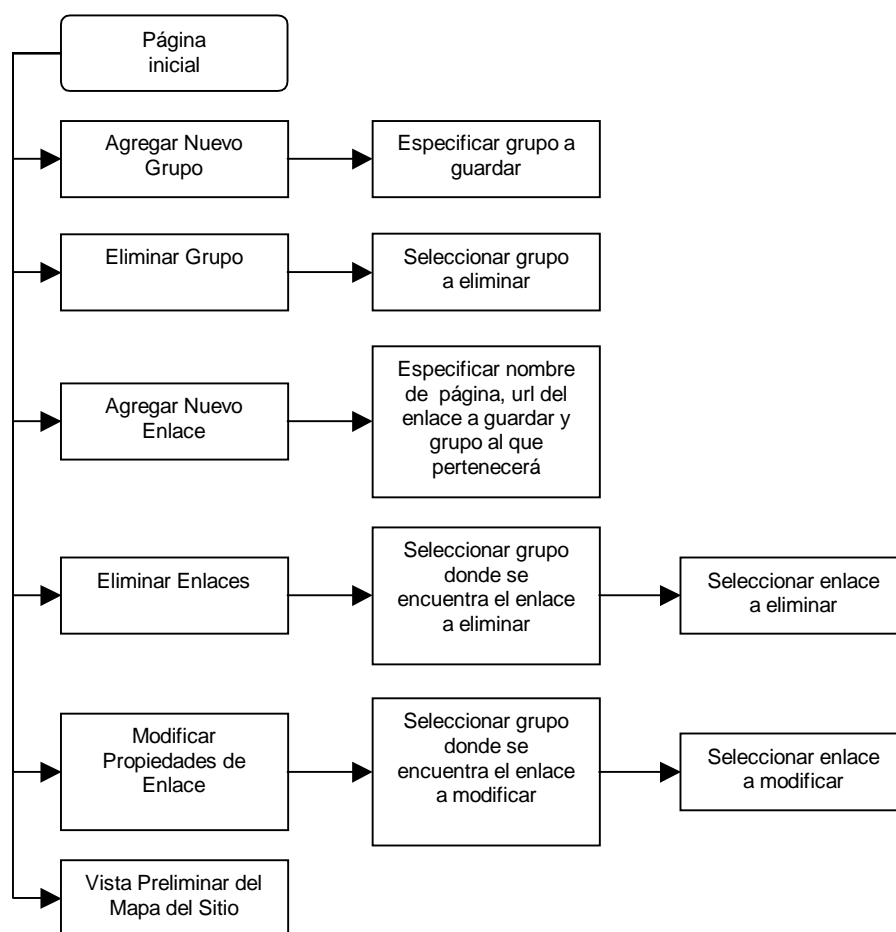 Página
inicial
Agregar Nuevo
Grupo
Especificar grupo a
guardar
Eliminar Grupo
Seleccionar grupo
a eliminar
Agregar Nuevo
Enlace
Especificar nombre
de página, url del
enlace a guardar y
grupo al que
pertenecerá
Eliminar Enlaces
Seleccionar grupo
donde se
encuentra el enlace
a eliminar
Seleccionar enlace
a eliminar
Modificar
Propiedades de
Enlace
Seleccionar grupo
donde se
encuentra el enlace
a modificar
Seleccionar enlace
a modificar
Vista Preliminar del
Mapa del Sitio